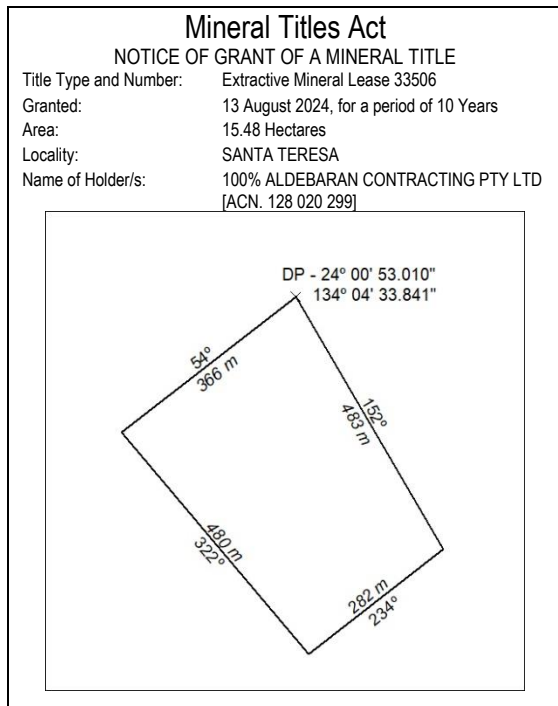 Mineral Titles Act
NOTICE OF GRANT OF A MINERAL TITLE
Title Type and Number: Extractive Mineral Lease 33506
Granted: 13 August 2024, for a period of 10 Years
Area: 15.48 Hectares
Locality: SANTA TERESA
Name of Holder/s: 100% ALDEBARAN CONTRACTING PTY LTD
[ACN. 128 020 299]
DP - 24º 00' 53.010"
134º 04' 33.841"
54º
366 m
152º
483 m
480 m
322º
282 m
234º